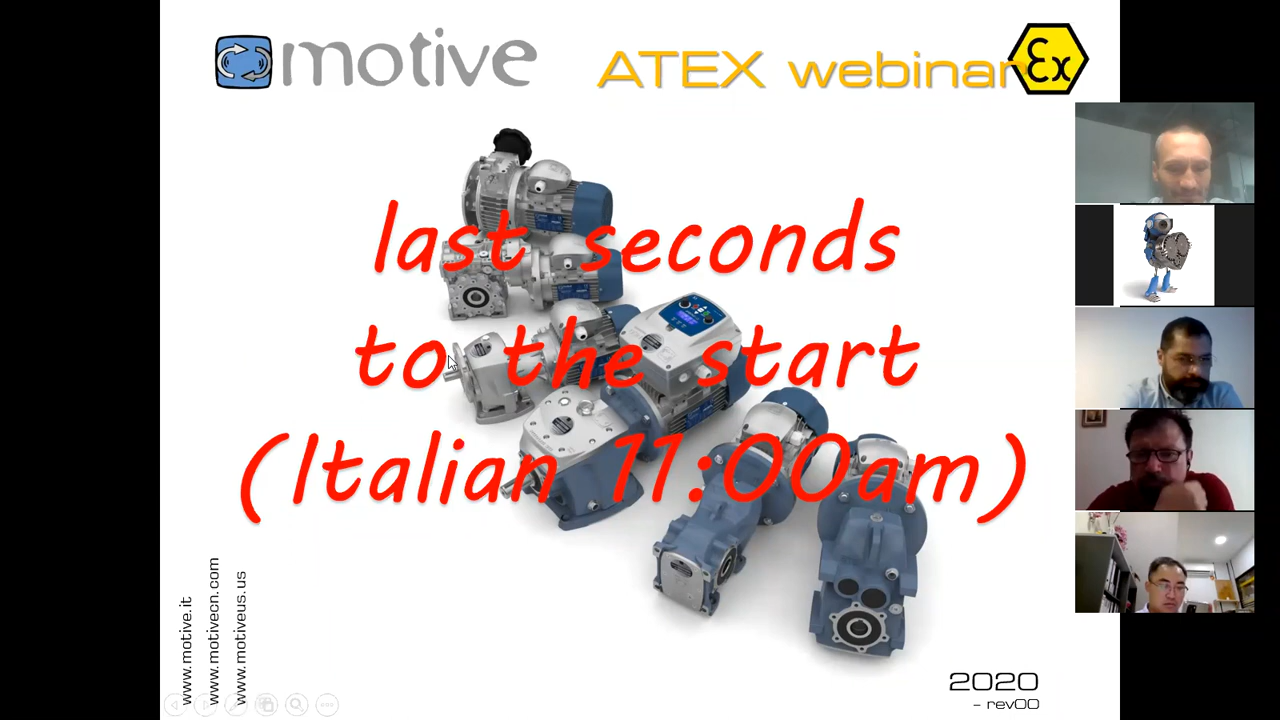 motive
ATEX webinar
Ex
last seconds
to the start
(Italian 11:00am)
www.motive.it
www.motivecn.com
www.motiveus.us
2020
- rev00